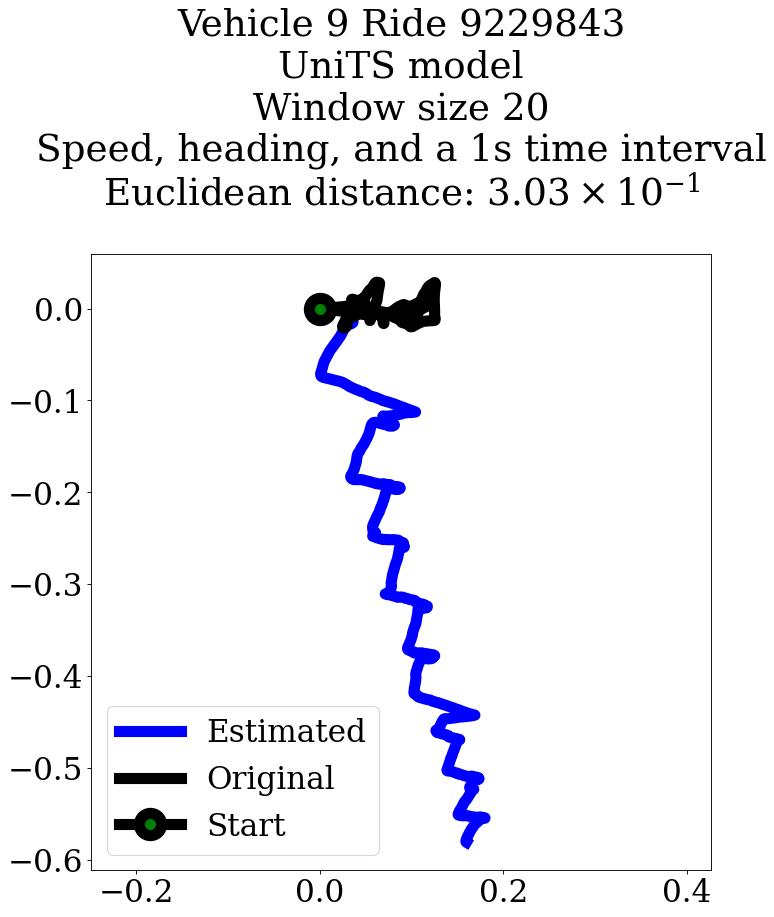 Vehicle 9 Ride 9229843
UniTS model
Window size 20
Speed, heading, and a 1s time interval
Euclidean distance: 3.03 × 10⁻¹
0.0
−0.1
−0.2
−0.3
−0.4
−0.5
−0.6
Estimated
Original
Start
−0.2 0.0 0.2 0.4